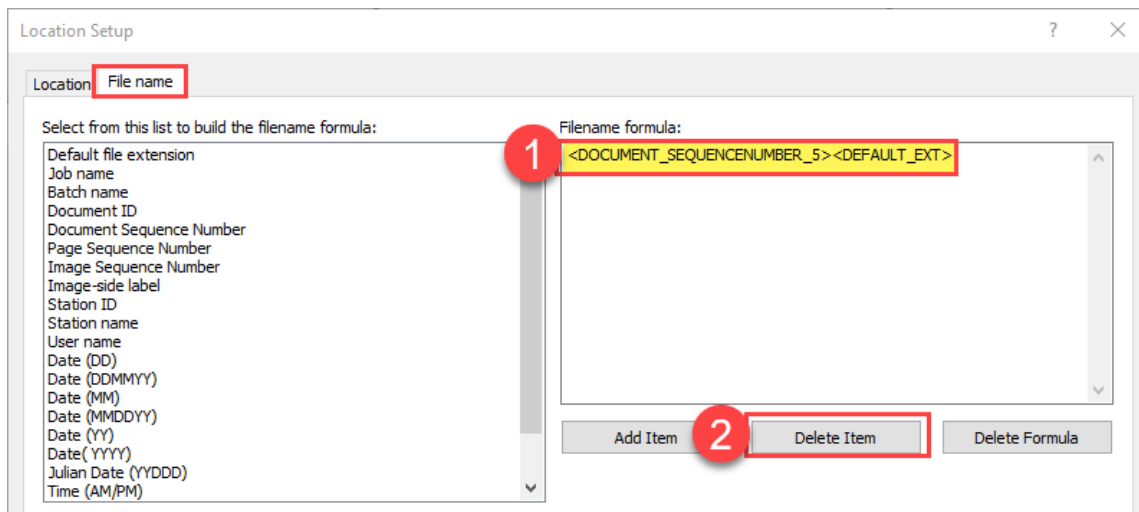 Location Setup
?
Location
File name
Select from this list to build the filename formula:
Filename formula:
Default file extension
Job name
Batch name
Document ID
Document Sequence Number
Page Sequence Number
Image Sequence Number
Image-side label
Station ID
Station name
User name
Date (DD)
Date (DDMMYY)
Date (MM)
Date (MMDDYY)
Date (YY)
Date( YYYY)
Julian Date (YYDDD)
Time (AM/PM)
1
<DOCUMENT_SEQUENCENUMBER_5><DEFAULT_EXT>
Add Item
2
Delete Item
Delete Formula